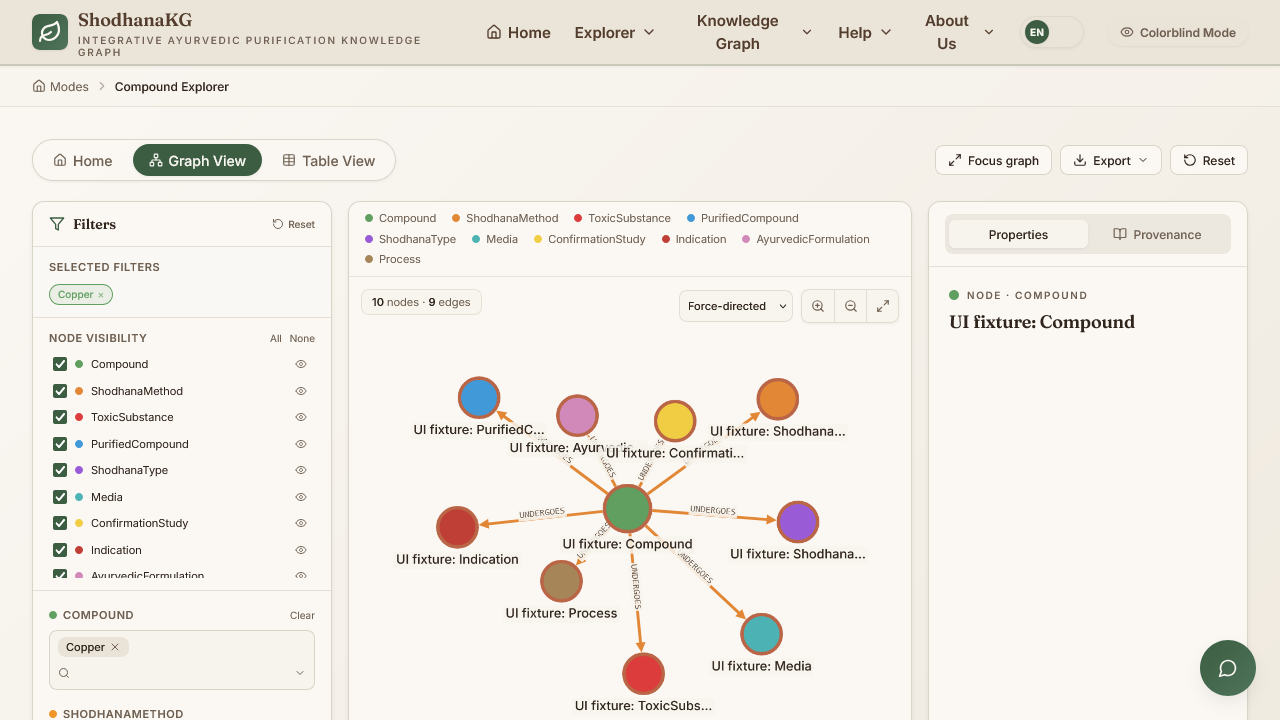 ShodhanaKG
INTEGRATIVE AYURVEDIC PURIFICATION KNOWLEDGE
GRAPH
Home
Explorer
Knowledge
Graph
Help
About
Us
EN
Colorblind Mode
Modes
Compound Explorer
Home
Graph View
Table View
Focus graph
Export
Reset
Filters
Reset
SELECTED FILTERS
Copper ×
NODE VISIBILITY
All None
Compound
ShodhanaMethod
ToxicSubstance
PurifiedCompound
ShodhanaType
Media
ConfirmationStudy
Indication
AyurvedicFormulation
COMPOUND
Clear
Copper ×
SHODHANAMETHOD
Compound ShodhanaMethod ToxicSubstance PurifiedCompound
ShodhanaType Media ConfirmationStudy Indication AyurvedicFormulation
Process
10 nodes · 9 edges
Force-directed
UI fixture: PurifiedC...
UI fixture: Shodhana...
UI fixture: Confirmati...
UNDERGOES
UNDERGOES
UI fixture: Compound
UI fixture: Indication
UI fixture: Shodhana...
UNDERGOES
UNDERGOES
UI fixture: Process
UI fixture: Media
UI fixture: ToxicSubs...
Properties
Provenance
NODE · COMPOUND
UI fixture: Compound